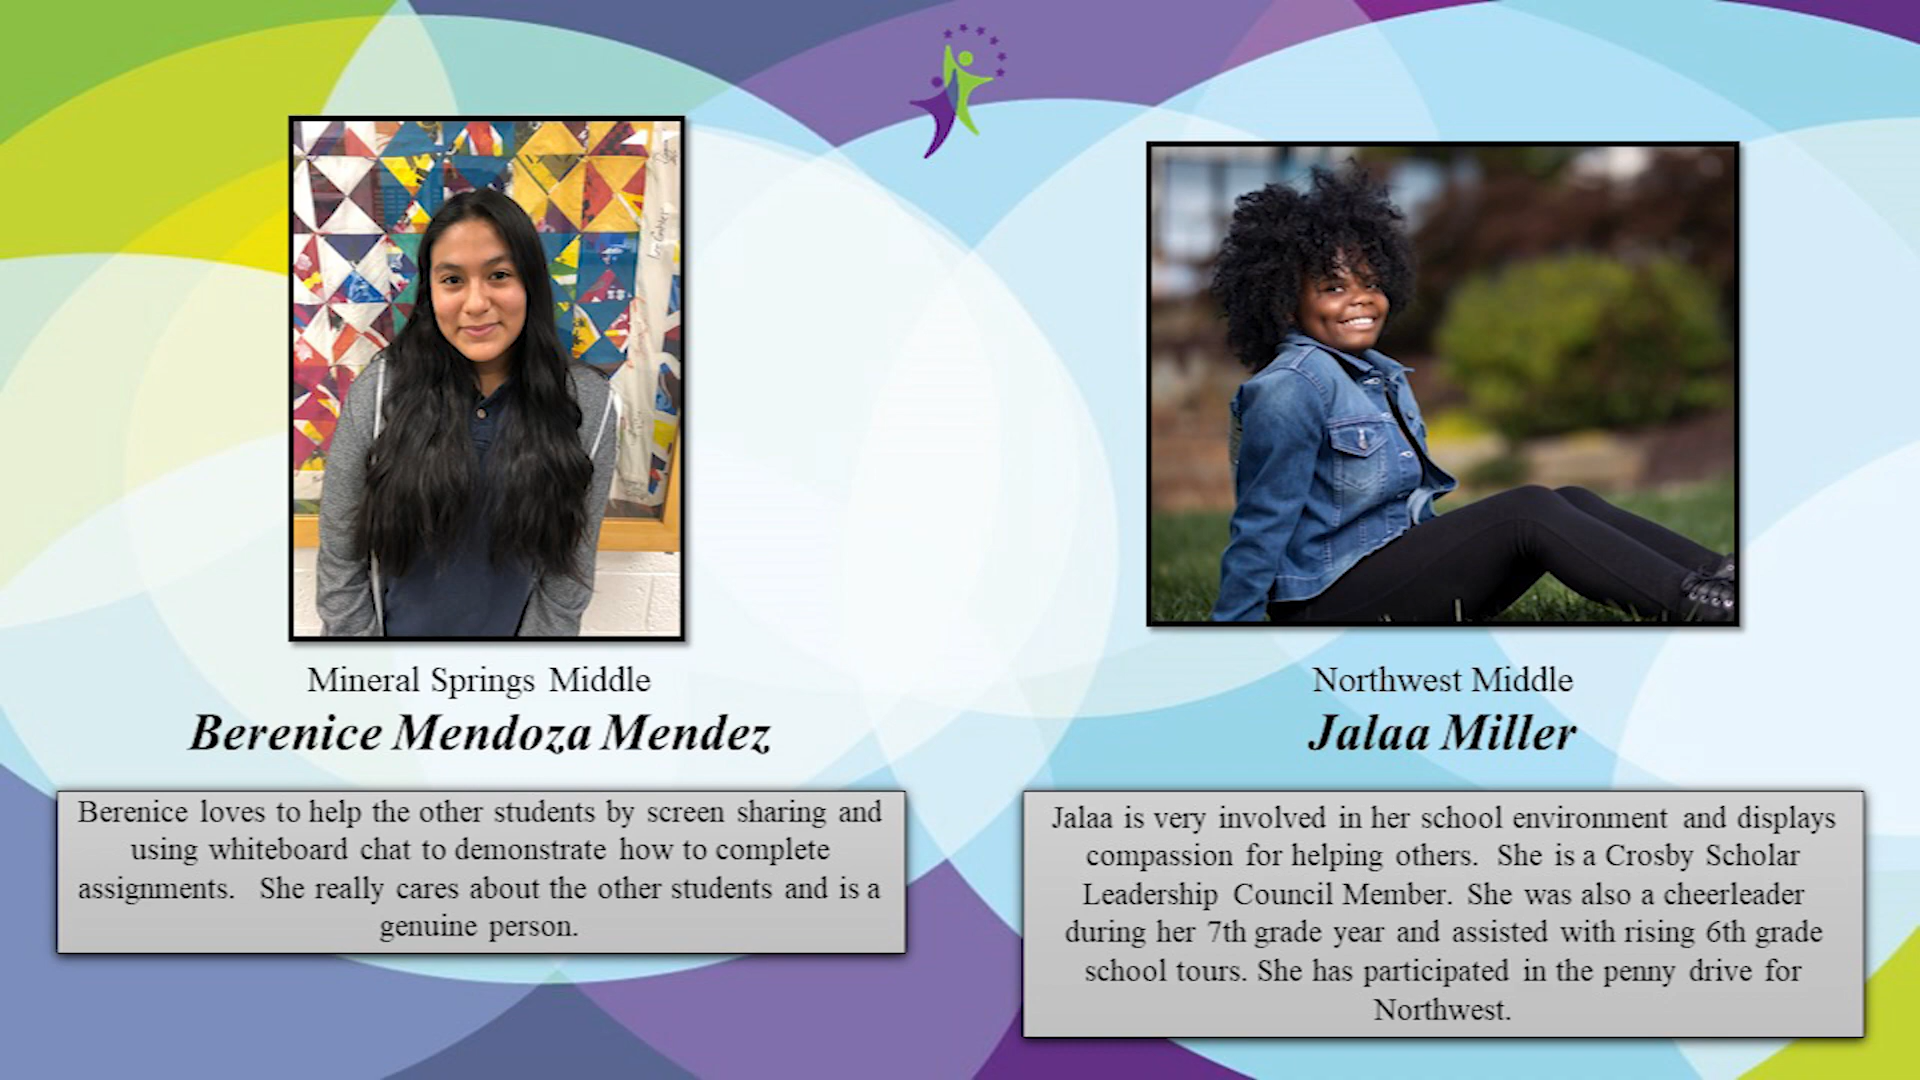 Mineral Springs Middle
Berenice Mendoza Mendez
Berenice loves to help the other students by screen sharing and
using whiteboard chat to demonstrate how to complete
assignments. She really cares about the other students and is a
genuine person.
Northwest Middle
Jalaa Miller
Jalaa is very involved in her school environment and displays
compassion for helping others. She is a Crosby Scholar
Leadership Council Member. She was also a cheerleader
during her 7th grade year and assisted with rising 6th grade
school tours. She has participated in the penny drive for
Northwest.